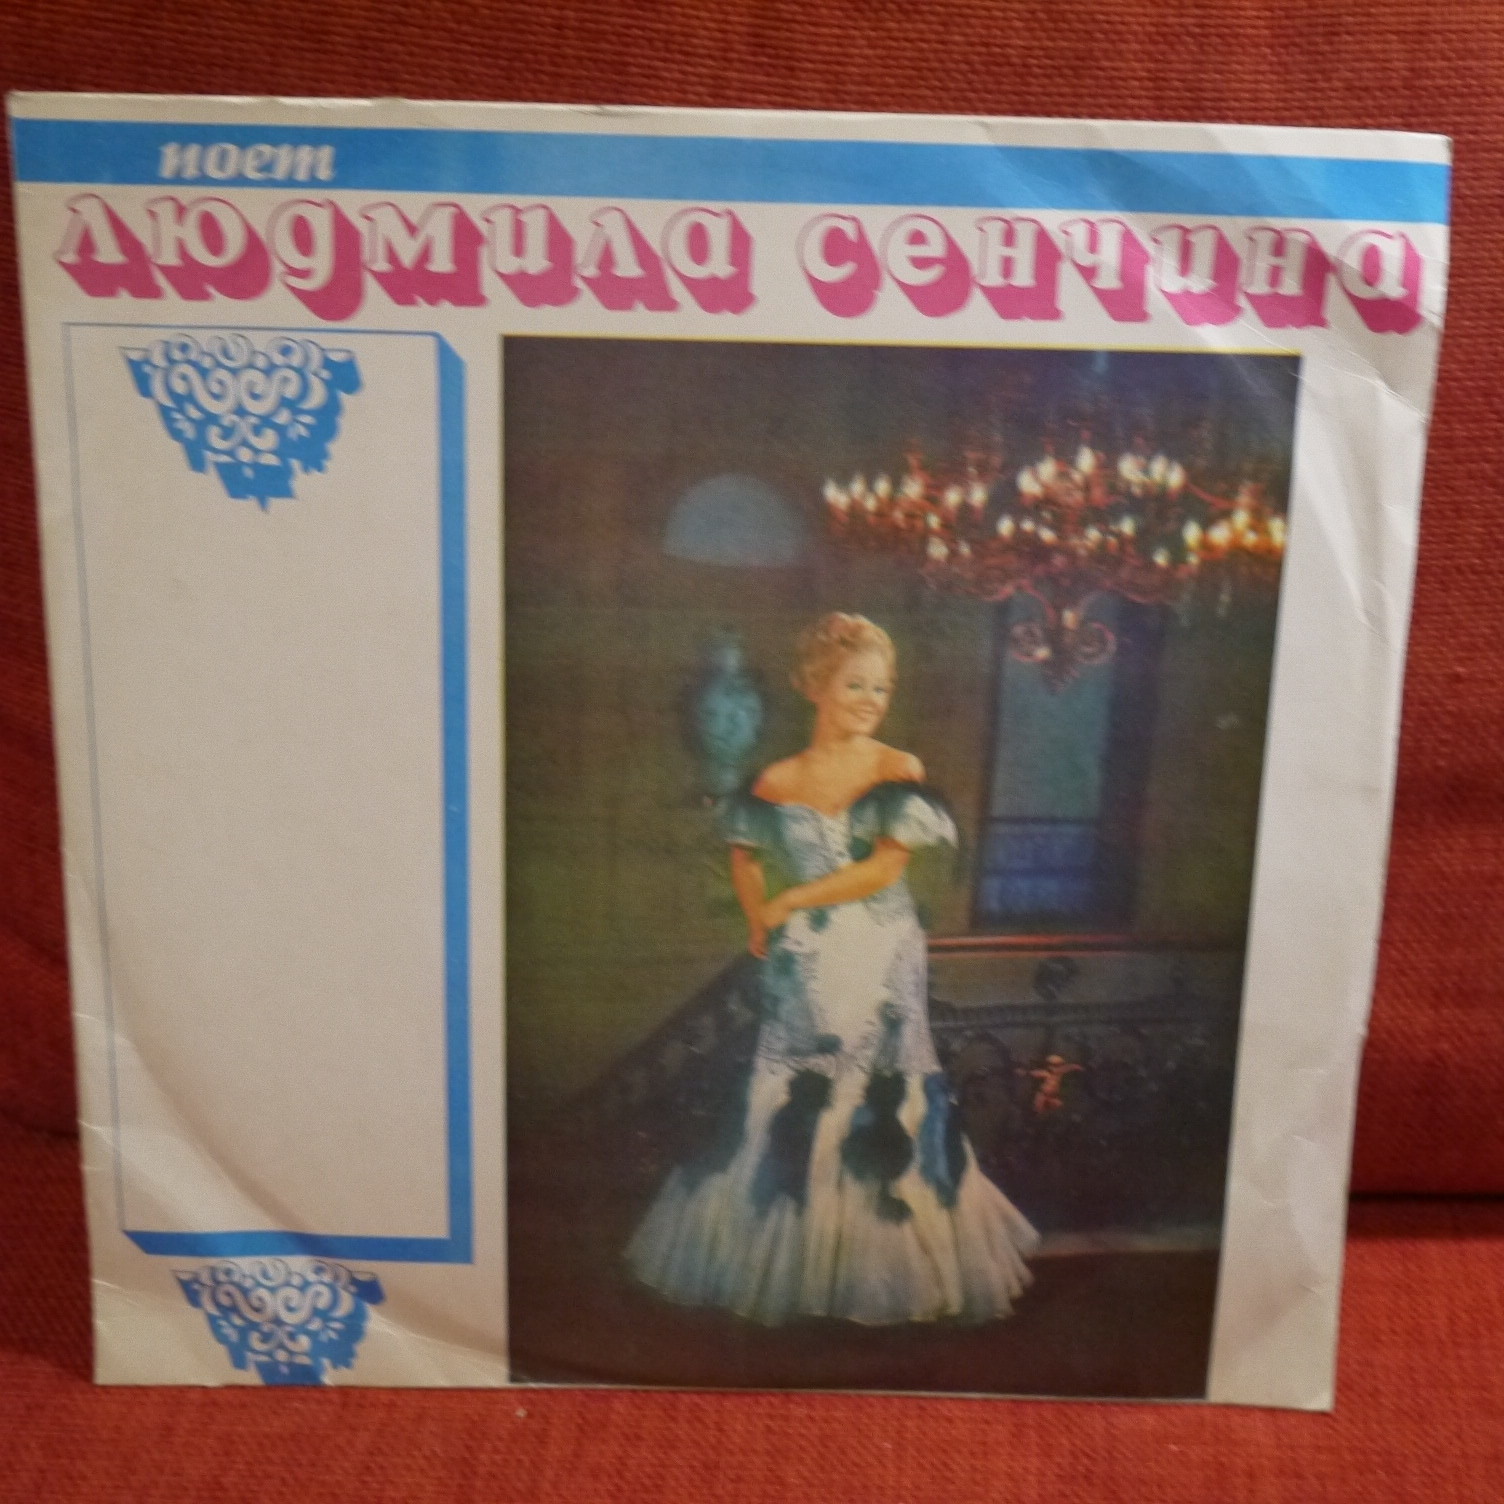 поет
людмила сенчина